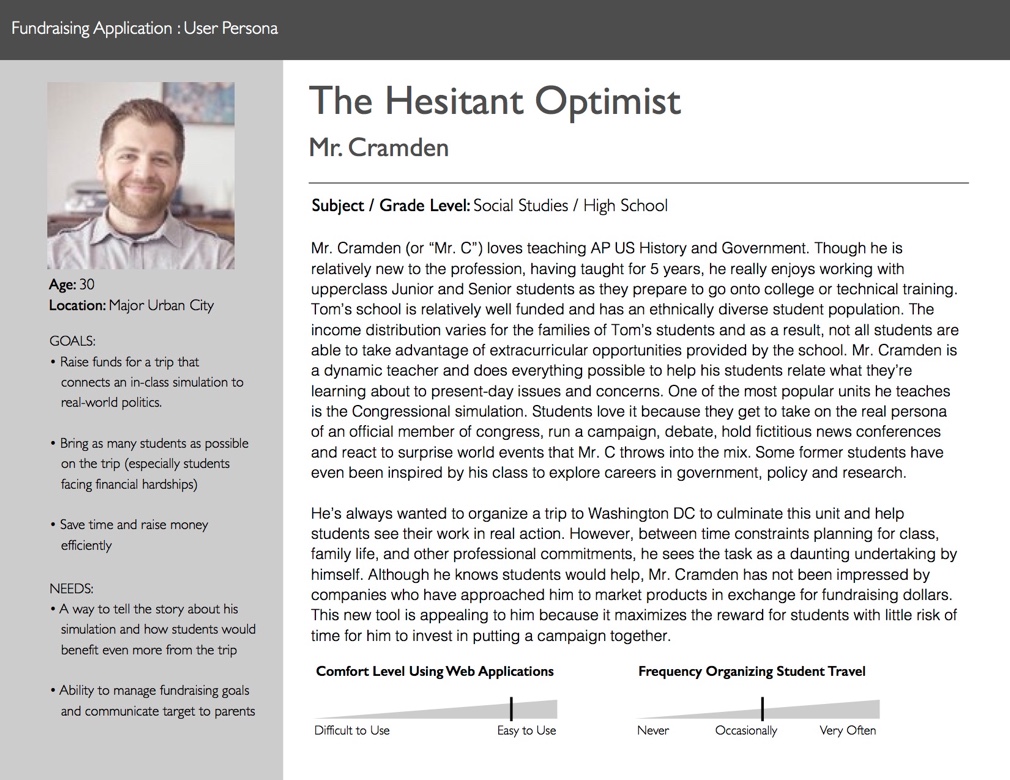 Fundraising Application : User Persona
The Hesitant Optimist
Mr. Cramden
Subject / Grade Level: Social Studies / High School
Mr. Cramden (or “Mr. C”) loves teaching AP US History and Government. Though he is
relatively new to the profession, having taught for 5 years, he really enjoys working with
upperclass Junior and Senior students as they prepare to go onto college or technical training.
Tom’s school is relatively well funded and has an ethnically diverse student population. The
income distribution varies for the families of Tom’s students and as a result, not all students are
able to take advantage of extracurricular opportunities provided by the school. Mr. Cramden is
a dynamic teacher and does everything possible to help his students relate what they’re
learning about to present-day issues and concerns. One of the most popular units he teaches
is the Congressional simulation. Students love it because they get to take on the real persona
of an official member of congress, run a campaign, debate, hold fictitious news conferences
and react to surprise world events that Mr. C throws into the mix. Some former students have
even been inspired by his class to explore careers in government, policy and research.
He’s always wanted to organize a trip to Washington DC to culminate this unit and help
students see their work in real action. However, between time constraints planning for class,
family life, and other professional commitments, he sees the task as a daunting undertaking by
himself. Although he knows students would help, Mr. Cramden has not been impressed by
companies who have approached him to market products in exchange for fundraising dollars.
This new tool is appealing to him because it maximizes the reward for students with little risk of
time for him to invest in putting a campaign together.
Age: 30
Location: Major Urban City
GOALS:
• Raise funds for a trip that
connects an in-class simulation to
real-world politics.
• Bring as many students as possible
on the trip (especially students
facing financial hardships)
• Save time and raise money
efficiently
NEEDS:
• A way to tell the story about his
simulation and how students would
benefit even more from the trip
• Ability to manage fundraising goals
and communicate target to parents
Comfort Level Using Web Applications
Difficult to Use Easy to Use
Frequency Organizing Student Travel
Never Occasionally Very Often